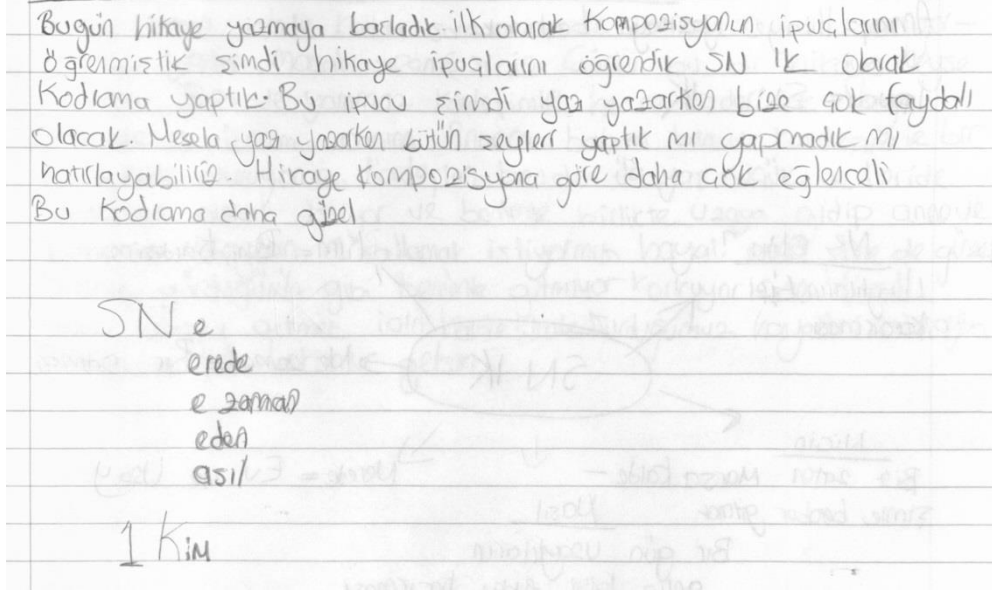 Bugün hikaye yazmaya başladık. ilk olarak Kompozisyonun ipuçlarını
öğrenmiştik şimdi hikaye ipuçlarını öğrendik SN 1K olarak
Kodlama yaptık. Bu ipucu şimdi yazı yazarken bize çok faydalı
olacak. Mesela yazı yazarken bütün şeyleri yaptık mı yapmadık mı
hatırlayabiliriz Hikaye Kompozisyona göre daha çok eğlenceli
Bu Kodlama daha güzel
5N e
erede
e zaman
eden
asıl
1 Kim